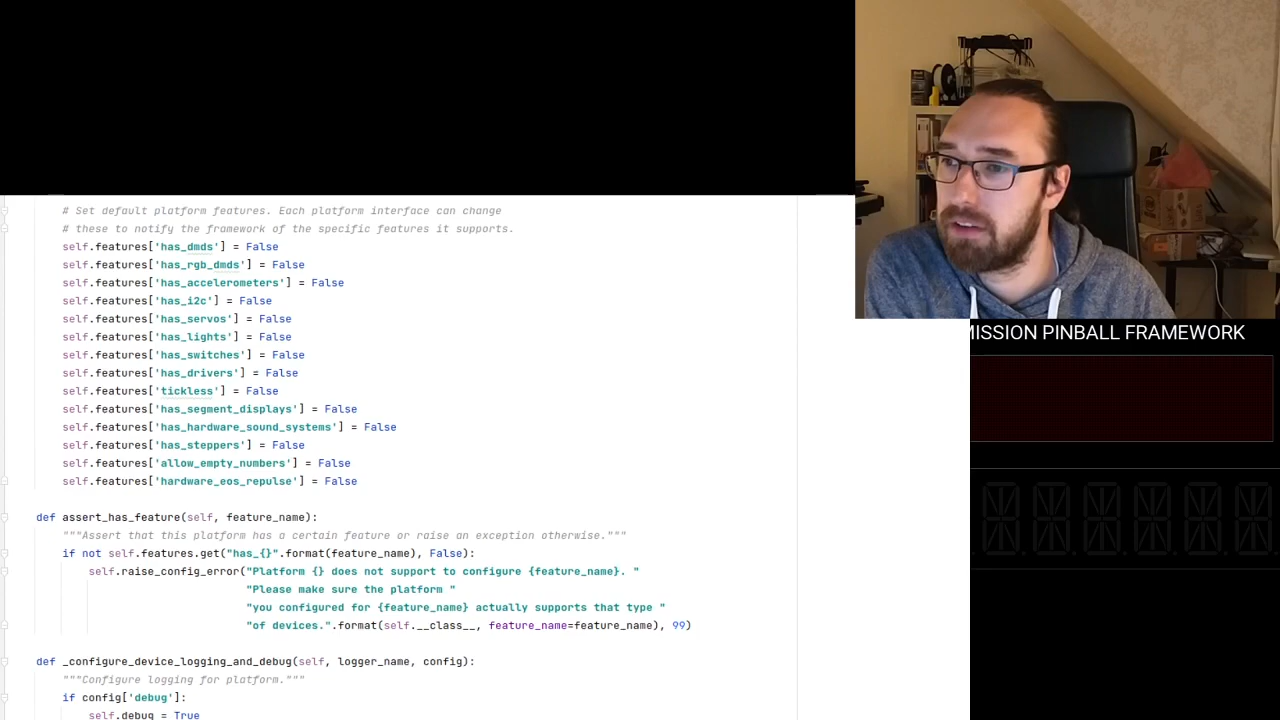 # Set default platform features. Each platform interface can change
# these to notify the framework of the specific features it supports.
self.features['has_dmds'] = False
self.features['has_rgb_dmds'] = False
self.features['has_accelerometers'] = False
self.features['has_i2c'] = False
self.features['has_servos'] = False
self.features['has_lights'] = False
self.features['has_switches'] = False
self.features['has_drivers'] = False
self.features['tickless'] = False
self.features['has_segment_displays'] = False
self.features['has_hardware_sound_systems'] = False
self.features['has_steppers'] = False
self.features['allow_empty_numbers'] = False
self.features['hardware_eos_repulse'] = False
def assert_has_feature(self, feature_name):
"""Assert that this platform has a certain feature or raise an exception otherwise."""
if not self.features.get("has_{}".format(feature_name), False):
self.raise_config_error("Platform {} does not support to configure {feature_name}. "
"Please make sure the platform "
"you configured for {feature_name} actually supports that type "
"of devices.".format(self.__class__, feature_name=feature_name), 99)
def _configure_device_logging_and_debug(self, logger_name, config):
"""Configure logging for platform."""
if config['debug']:
self.debug = True
MISSION PINBALL FRAMEWORK